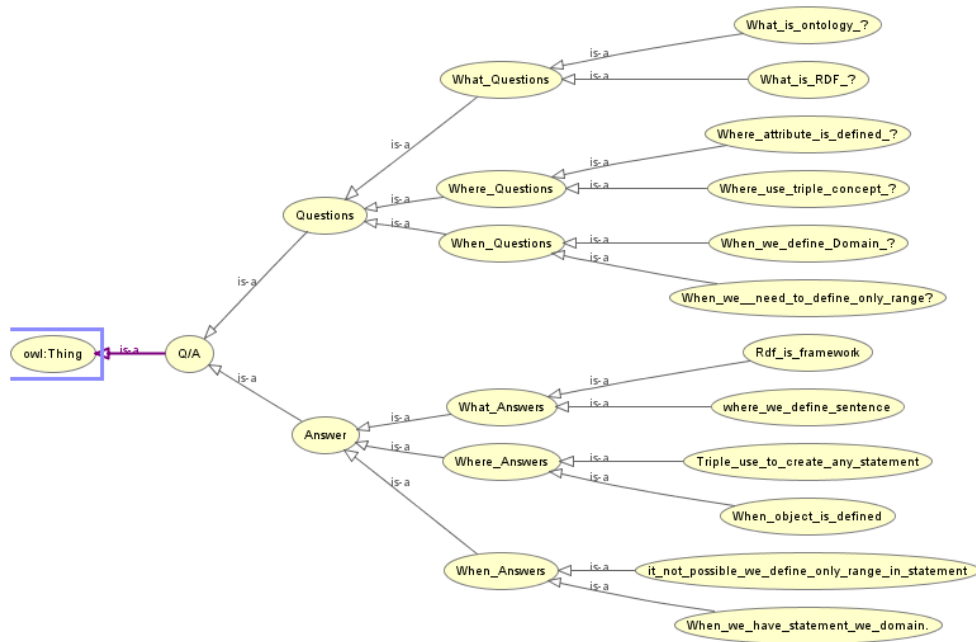 What_is_ontology_?
is-a
What_Questions
is-a
What_is_RDF_?
Where_attribute_is_defined_?
is-a
is-a
Where_Questions
is-a
Where_use_triple_concept_?
is-a
Questions
is-a
When_Questions
is-a
When_we_define_Domain_?
is-a
is-a
When_we__need_to_define_only_range?
owl:Thing
is-a
Q/A
Rdf_is_framework
is-a
is-a
What_Answers
is-a
where_we_define_sentence
is-a
Answer
is-a
Where_Answers
is-a
Triple_use_to_create_any_statement
is-a
is-a
When_object_is_defined
When_Answers
is-a
it_not_possible_we_define_only_range_in_statement
is-a
When_we_have_statement_we_domain.